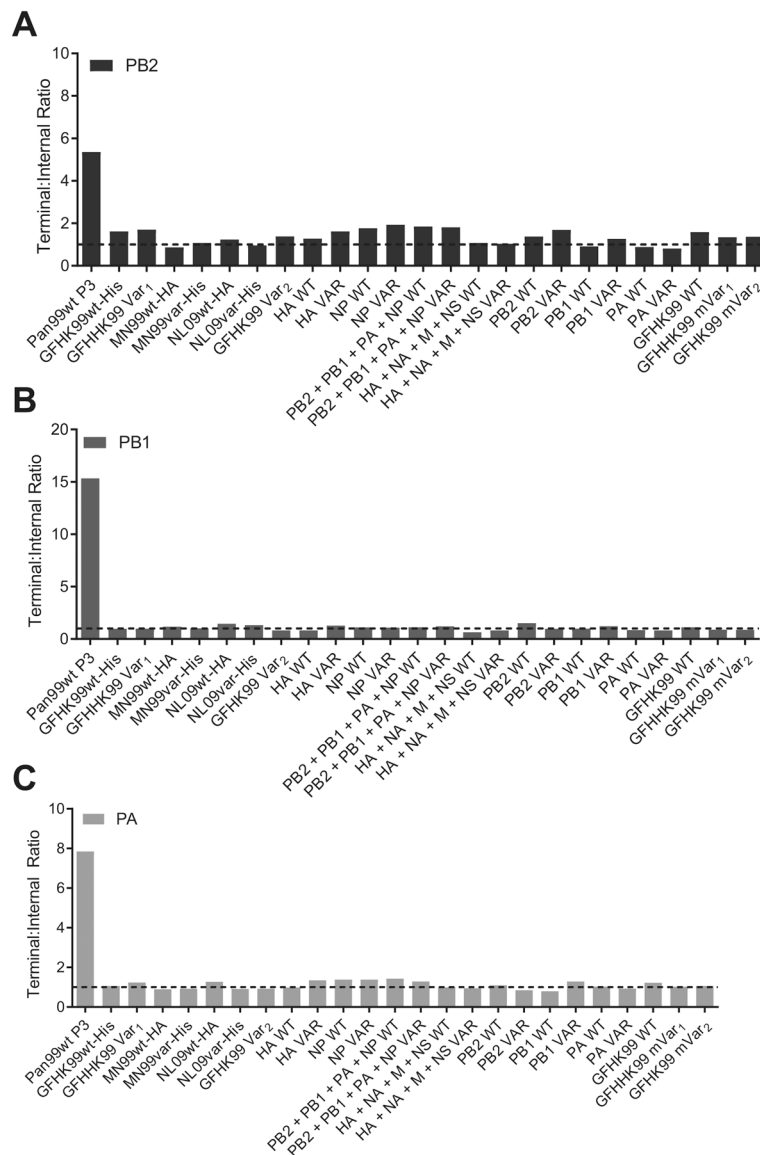 A
PB2
Terminal:Internal Ratio
10
8
6
4
2
0
Pan99wt P3
GFHK99wt-His
GFHHK99 Var1
MN99wt-HA
MN99var-His
NL09wt-HA
NL09var-His
GFHK99 Var2
HA WT
HA VAR
NP WT
NP VAR
PB2 + PB1 + PA + NP WT
PB2 + PB1 + PA + NP VAR
HA + NA + M + NS WT
HA + NA + M + NS VAR
PB2 WT
PB2 VAR
PB1 WT
PB1 VAR
PA WT
PA VAR
GFHK99 WT
GFHHK99 mVar1
GFHK99 mVar2
B
PB1
Terminal:Internal Ratio
20
15
10
5
0
Pan99wt P3
GFHK99wt-His
GFHHK99 Var1
MN99wt-HA
MN99var-His
NL09wt-HA
NL09var-His
GFHK99 Var2
HA WT
HA VAR
NP WT
NP VAR
PB2 + PB1 + PA + NP WT
PB2 + PB1 + PA + NP VAR
HA + NA + M + NS WT
HA + NA + M + NS VAR
PB2 WT
PB2 VAR
PB1 WT
PB1 VAR
PA WT
PA VAR
GFHK99 WT
GFHHK99 mVar1
GFHK99 mVar2
C
PA
Terminal:Internal Ratio
10
8
6
4
2
0
Pan99wt P3
GFHK99wt-His
GFHHK99 Var1
MN99wt-HA
MN99var-His
NL09wt-HA
NL09var-His
GFHK99 Var2
HA WT
HA VAR
NP WT
NP VAR
PB2 + PB1 + PA + NP WT
PB2 + PB1 + PA + NP VAR
HA + NA + M + NS WT
HA + NA + M + NS VAR
PB2 WT
PB2 VAR
PB1 WT
PB1 VAR
PA WT
PA VAR
GFHK99 WT
GFHHK99 mVar1
GFHK99 mVar2